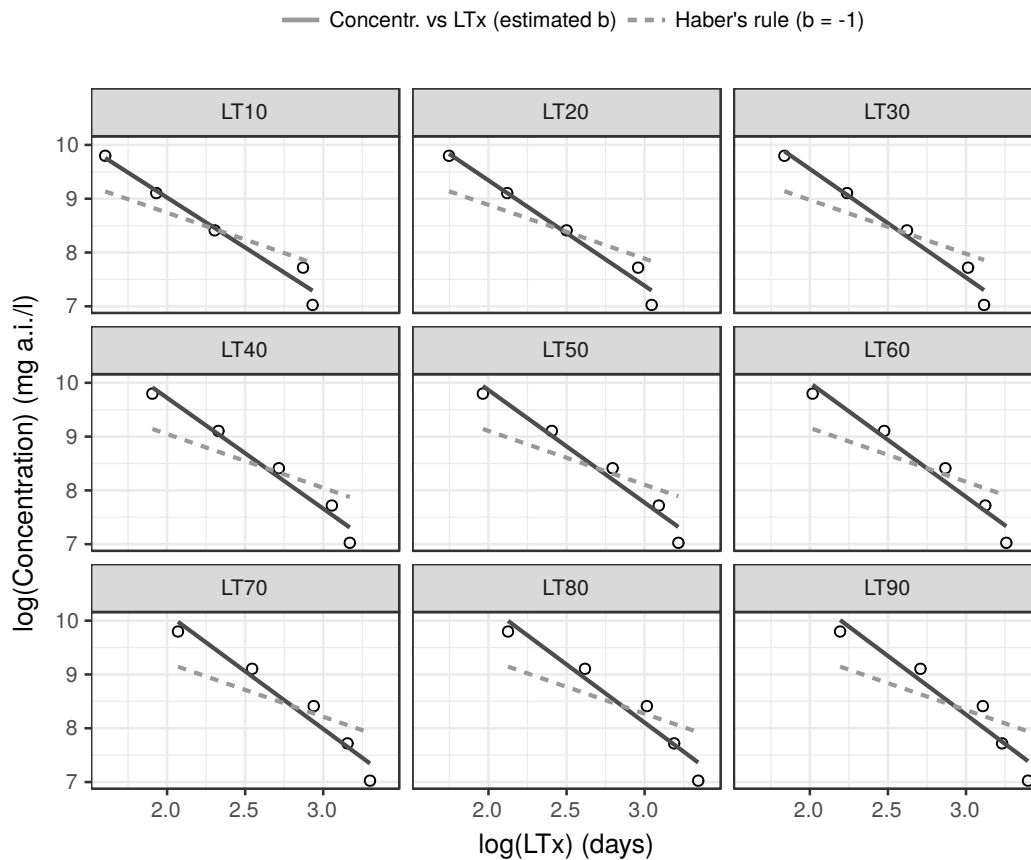 Concentr. vs LTx (estimated b) Haber's rule (b = -1)
LT10 LT20 LT30
10
9
8
7
LT40 LT50 LT60
10
9
8
7
LT70 LT80 LT90
10
9
8
7
2.0 2.5 3.0 2.0 2.5 3.0 2.0 2.5 3.0
log(LTx) (days)
log(Concentration) (mg a.i./l)